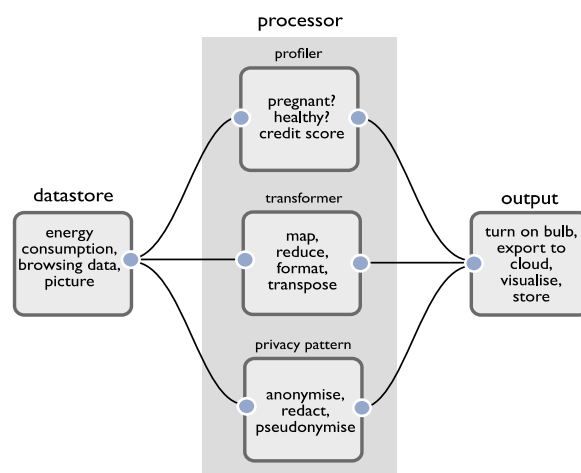 processor
profiler
pregnant?
healthy?
credit score
datastore
energy
consumption,
browsing data,
picture
transformer
map,
reduce,
format,
transpose
output
turn on bulb,
export to
cloud,
visualise,
store
privacy pattern
anonymise,
redact,
pseudonymise